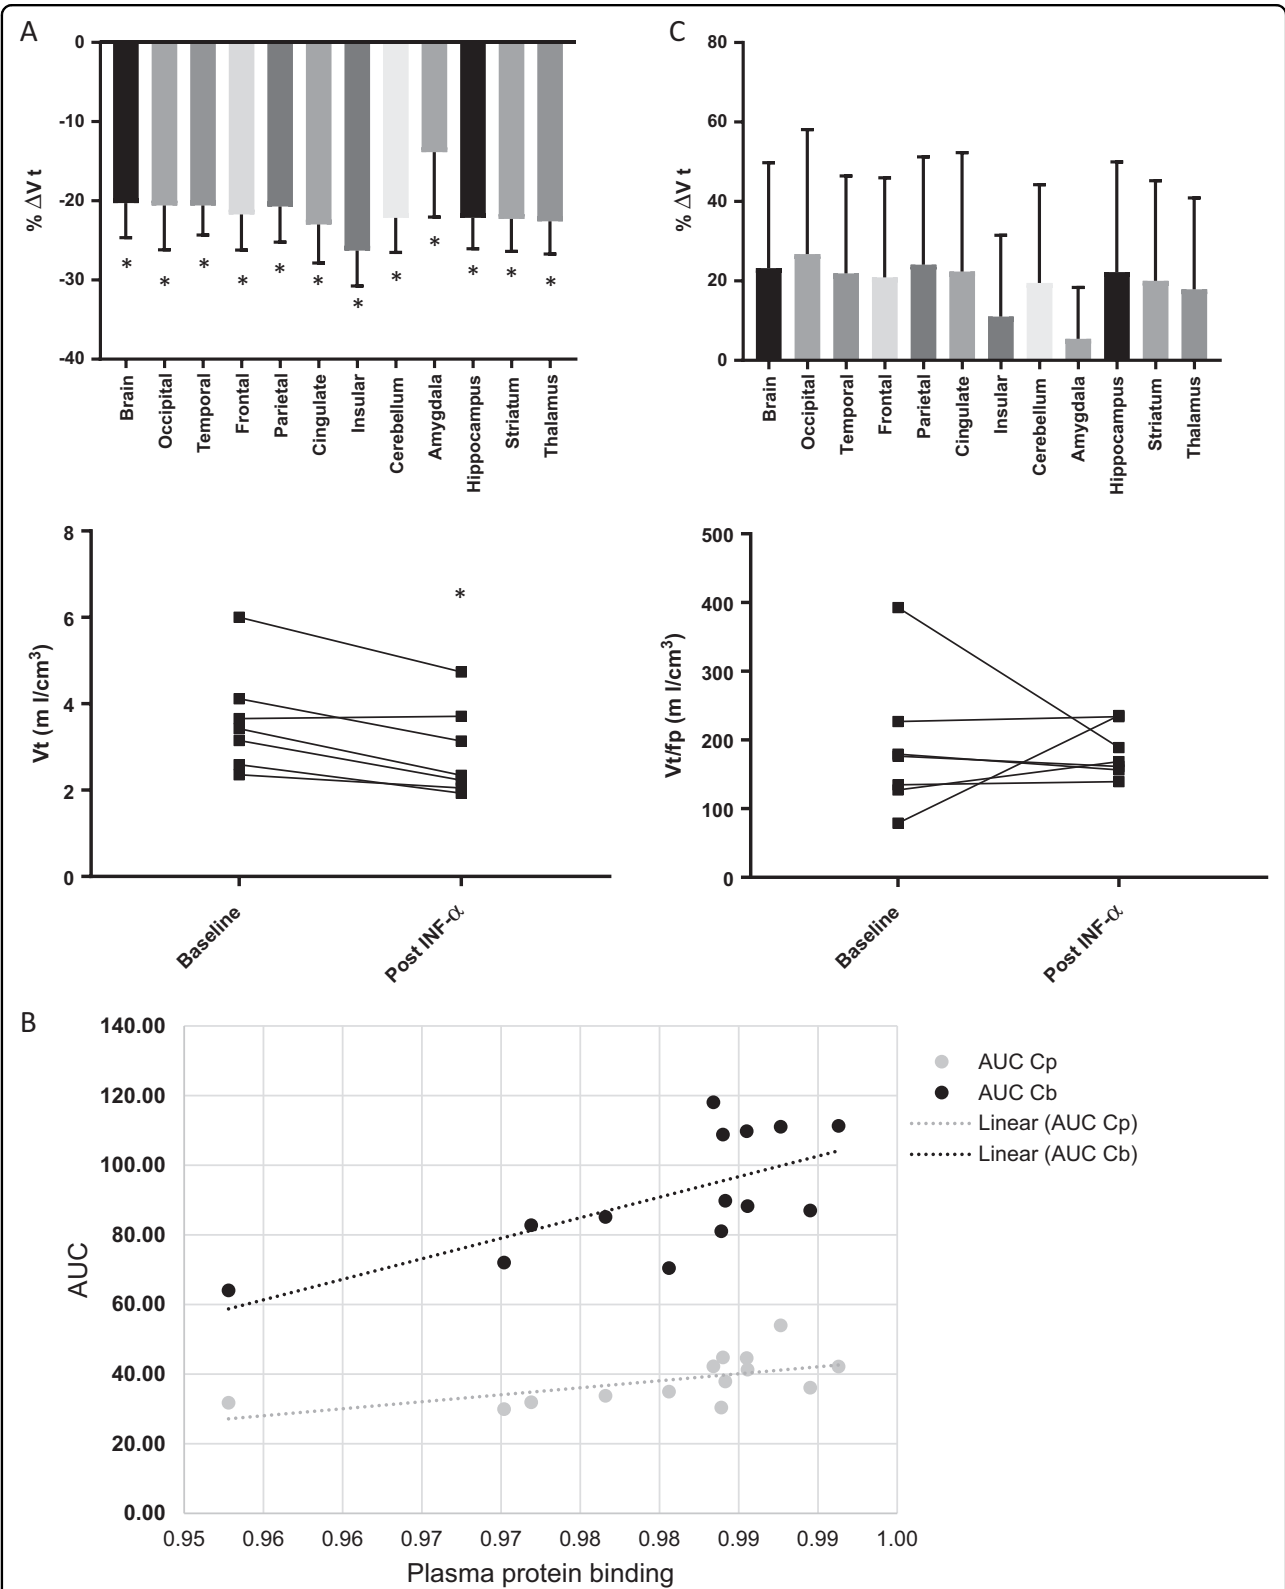 A
0
-10
-20
-30
-40
% ΔV t
* * * * * * * * * * * *
Brain
Occipital
Temporal
Frontal
Parietal
Cingulate
Insular
Cerebellum
Amygdala
Hippocampus
Striatum
Thalamus
C
80
60
40
20
0
% ΔV t
Brain
Occipital
Temporal
Frontal
Parietal
Cingulate
Insular
Cerebellum
Amygdala
Hippocampus
Striatum
Thalamus
8
6
4
2
0
Vt (m l/cm³)
*
Baseline
Post INF-α
500
400
300
200
100
0
Vt/fp (m l/cm³)
Baseline
Post INF-α
B
140.00
120.00
100.00
80.00
60.00
40.00
20.00
0.00
AUC
0.95 0.96 0.96 0.97 0.97 0.98 0.98 0.99 0.99 1.00
Plasma protein binding
AUC Cp
AUC Cb
Linear (AUC Cp)
Linear (AUC Cb)